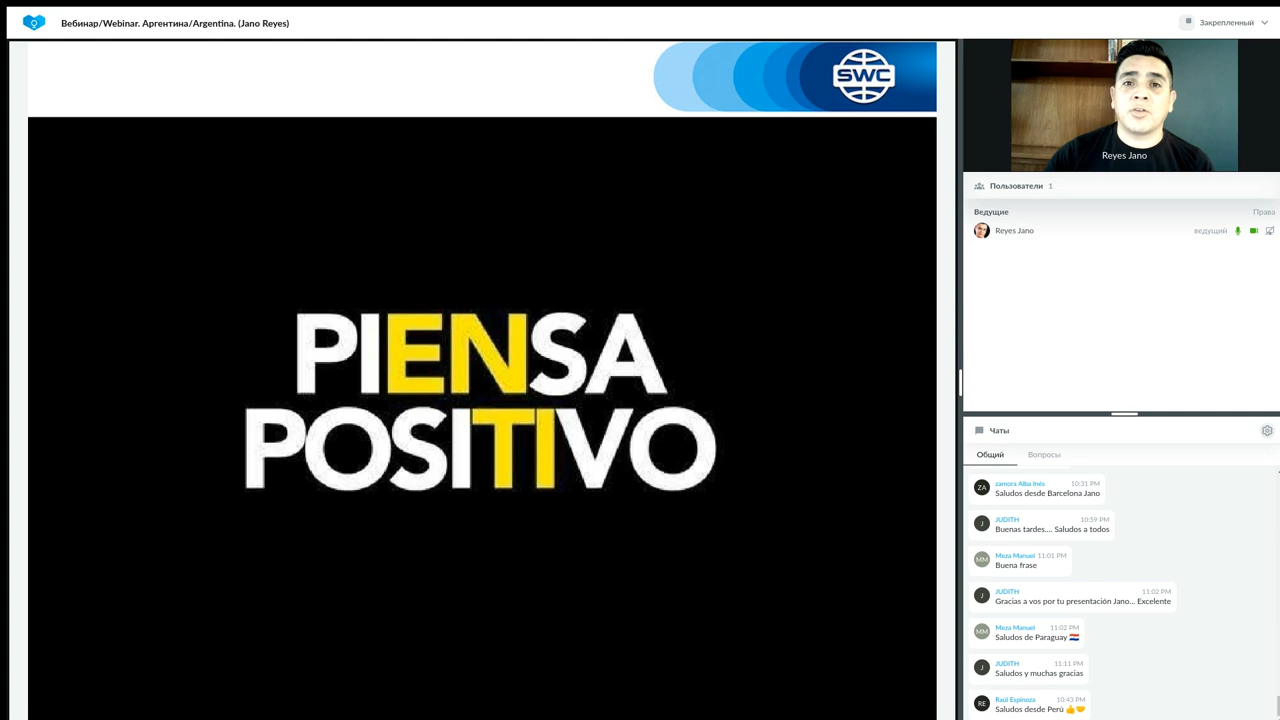 Вебинар/Webinar. Аргентина/Argentina. (Jano Reyes)
Закрепленный
SWC
PIENSA
POSITIVO
Reyes Jano
Пользователи 1
Ведущие Права
Reyes Jano ведущий
Чаты
Общий Вопросы
ZA zamora Alba Inés 10:31 PM
Saludos desde Barcelona Jano
J JUDITH 10:59 PM
Buenas tardes.... Saludos a todos
MM Meza Manuel 11:01 PM
Buena frase
J JUDITH 11:02 PM
Gracias a vos por tu presentación Jano... Excelente
MM Meza Manuel 11:02 PM
Saludos de Paraguay 🇵🇾
J JUDITH 11:11 PM
Saludos y muchas gracias
RE Raúl Espinoza 10:43 PM
Saludos desde Perú 👍🤝